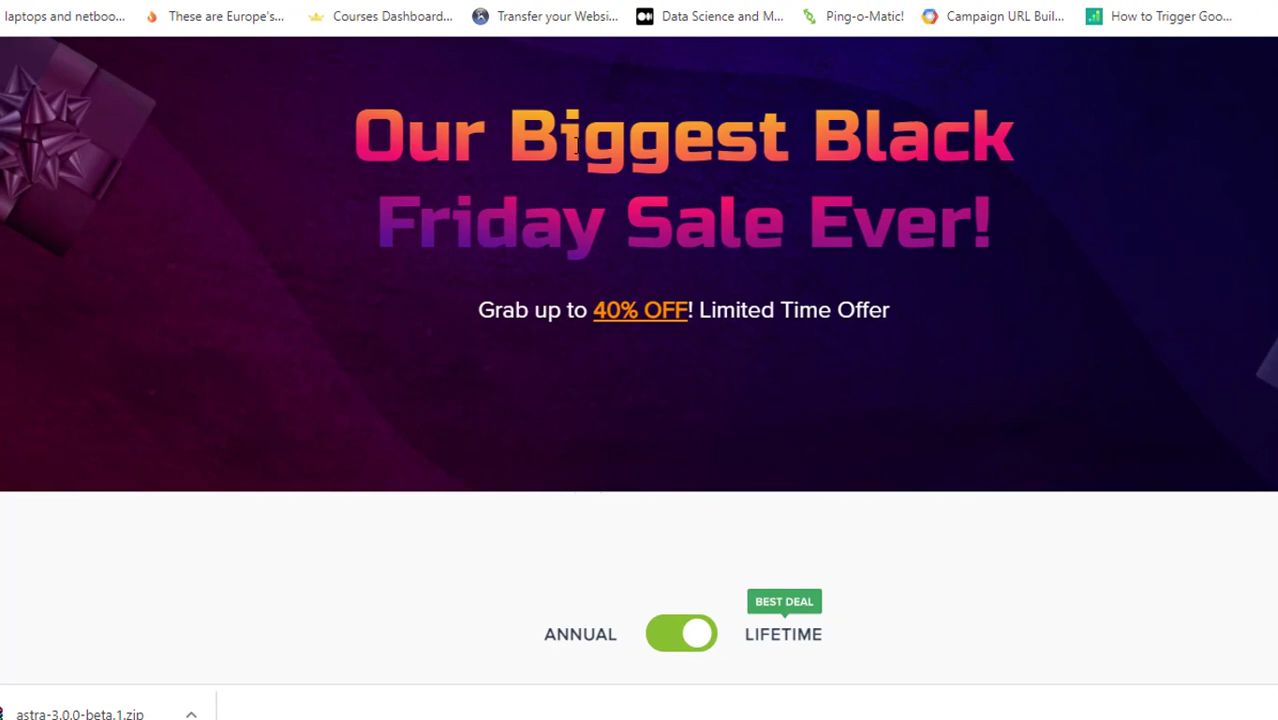 laptops and netboo... These are Europe's... Courses Dashboard... Transfer your Websi... Data Science and M... Ping-o-Matic! Campaign URL Buil... How to Trigger Goo...
Our Biggest Black
Friday Sale Ever!
Grab up to 40% OFF! Limited Time Offer
BEST DEAL
ANNUAL LIFETIME
astra-3.0.0-beta.1.zip